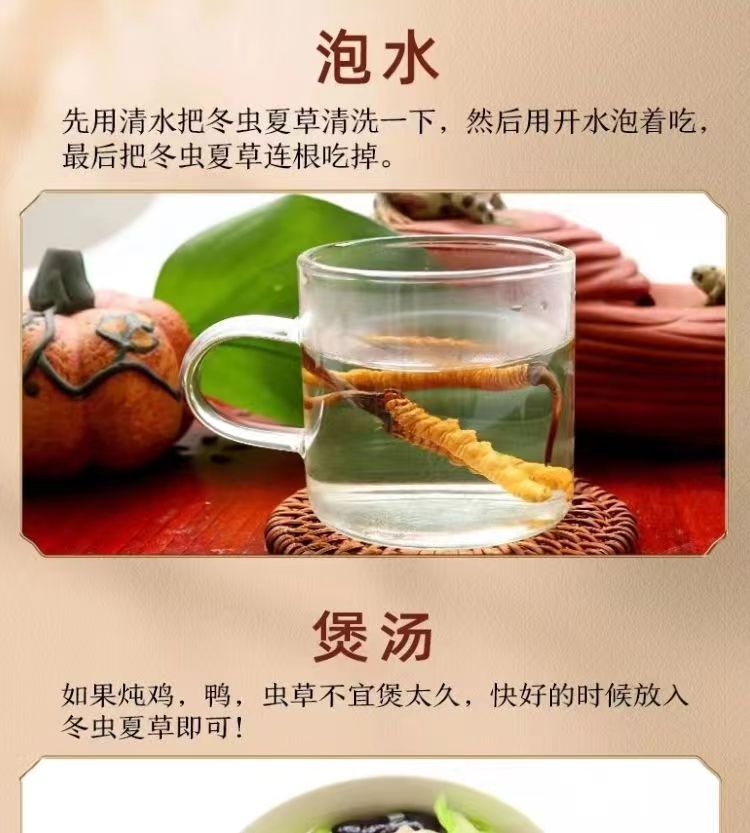 泡水
先用清水把冬虫夏草清洗一下，然后用开水泡着吃，
最后把冬虫夏草连根吃掉。
煲汤
如果炖鸡，鸭，虫草不宜煲太久，快好的时候放入
冬虫夏草即可！